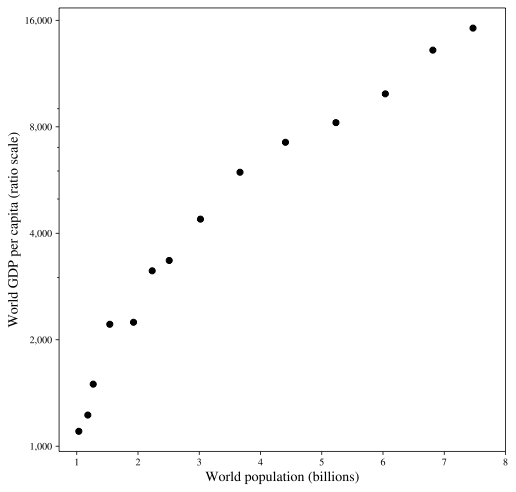 World GDP per capita (ratio scale)
16,000
8,000
4,000
2,000
1,000
1 2 3 4 5 6 7 8
World population (billions)